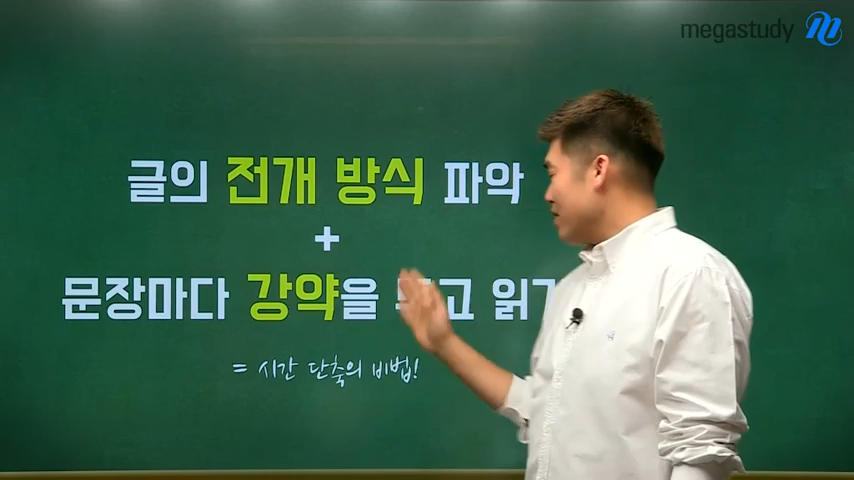 megastudy
글의 전개 방식 파악
+
문장마다 강약을 고 읽
= 시간 단축의 비법!